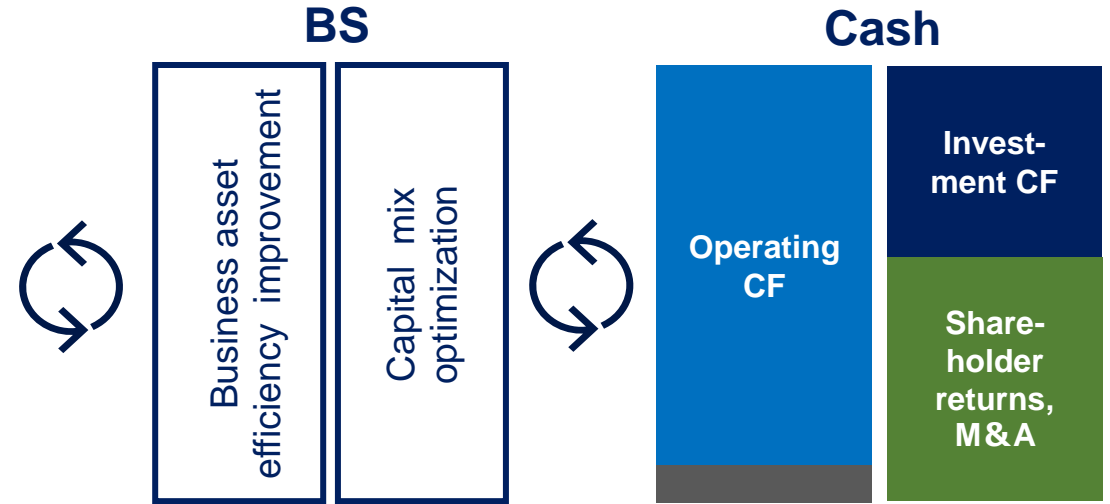 BS
Business asset
efficiency improvement
Capital mix
optimization
Cash
Operating
CF
Invest-
ment CF
Share-
holder
returns,
M&A